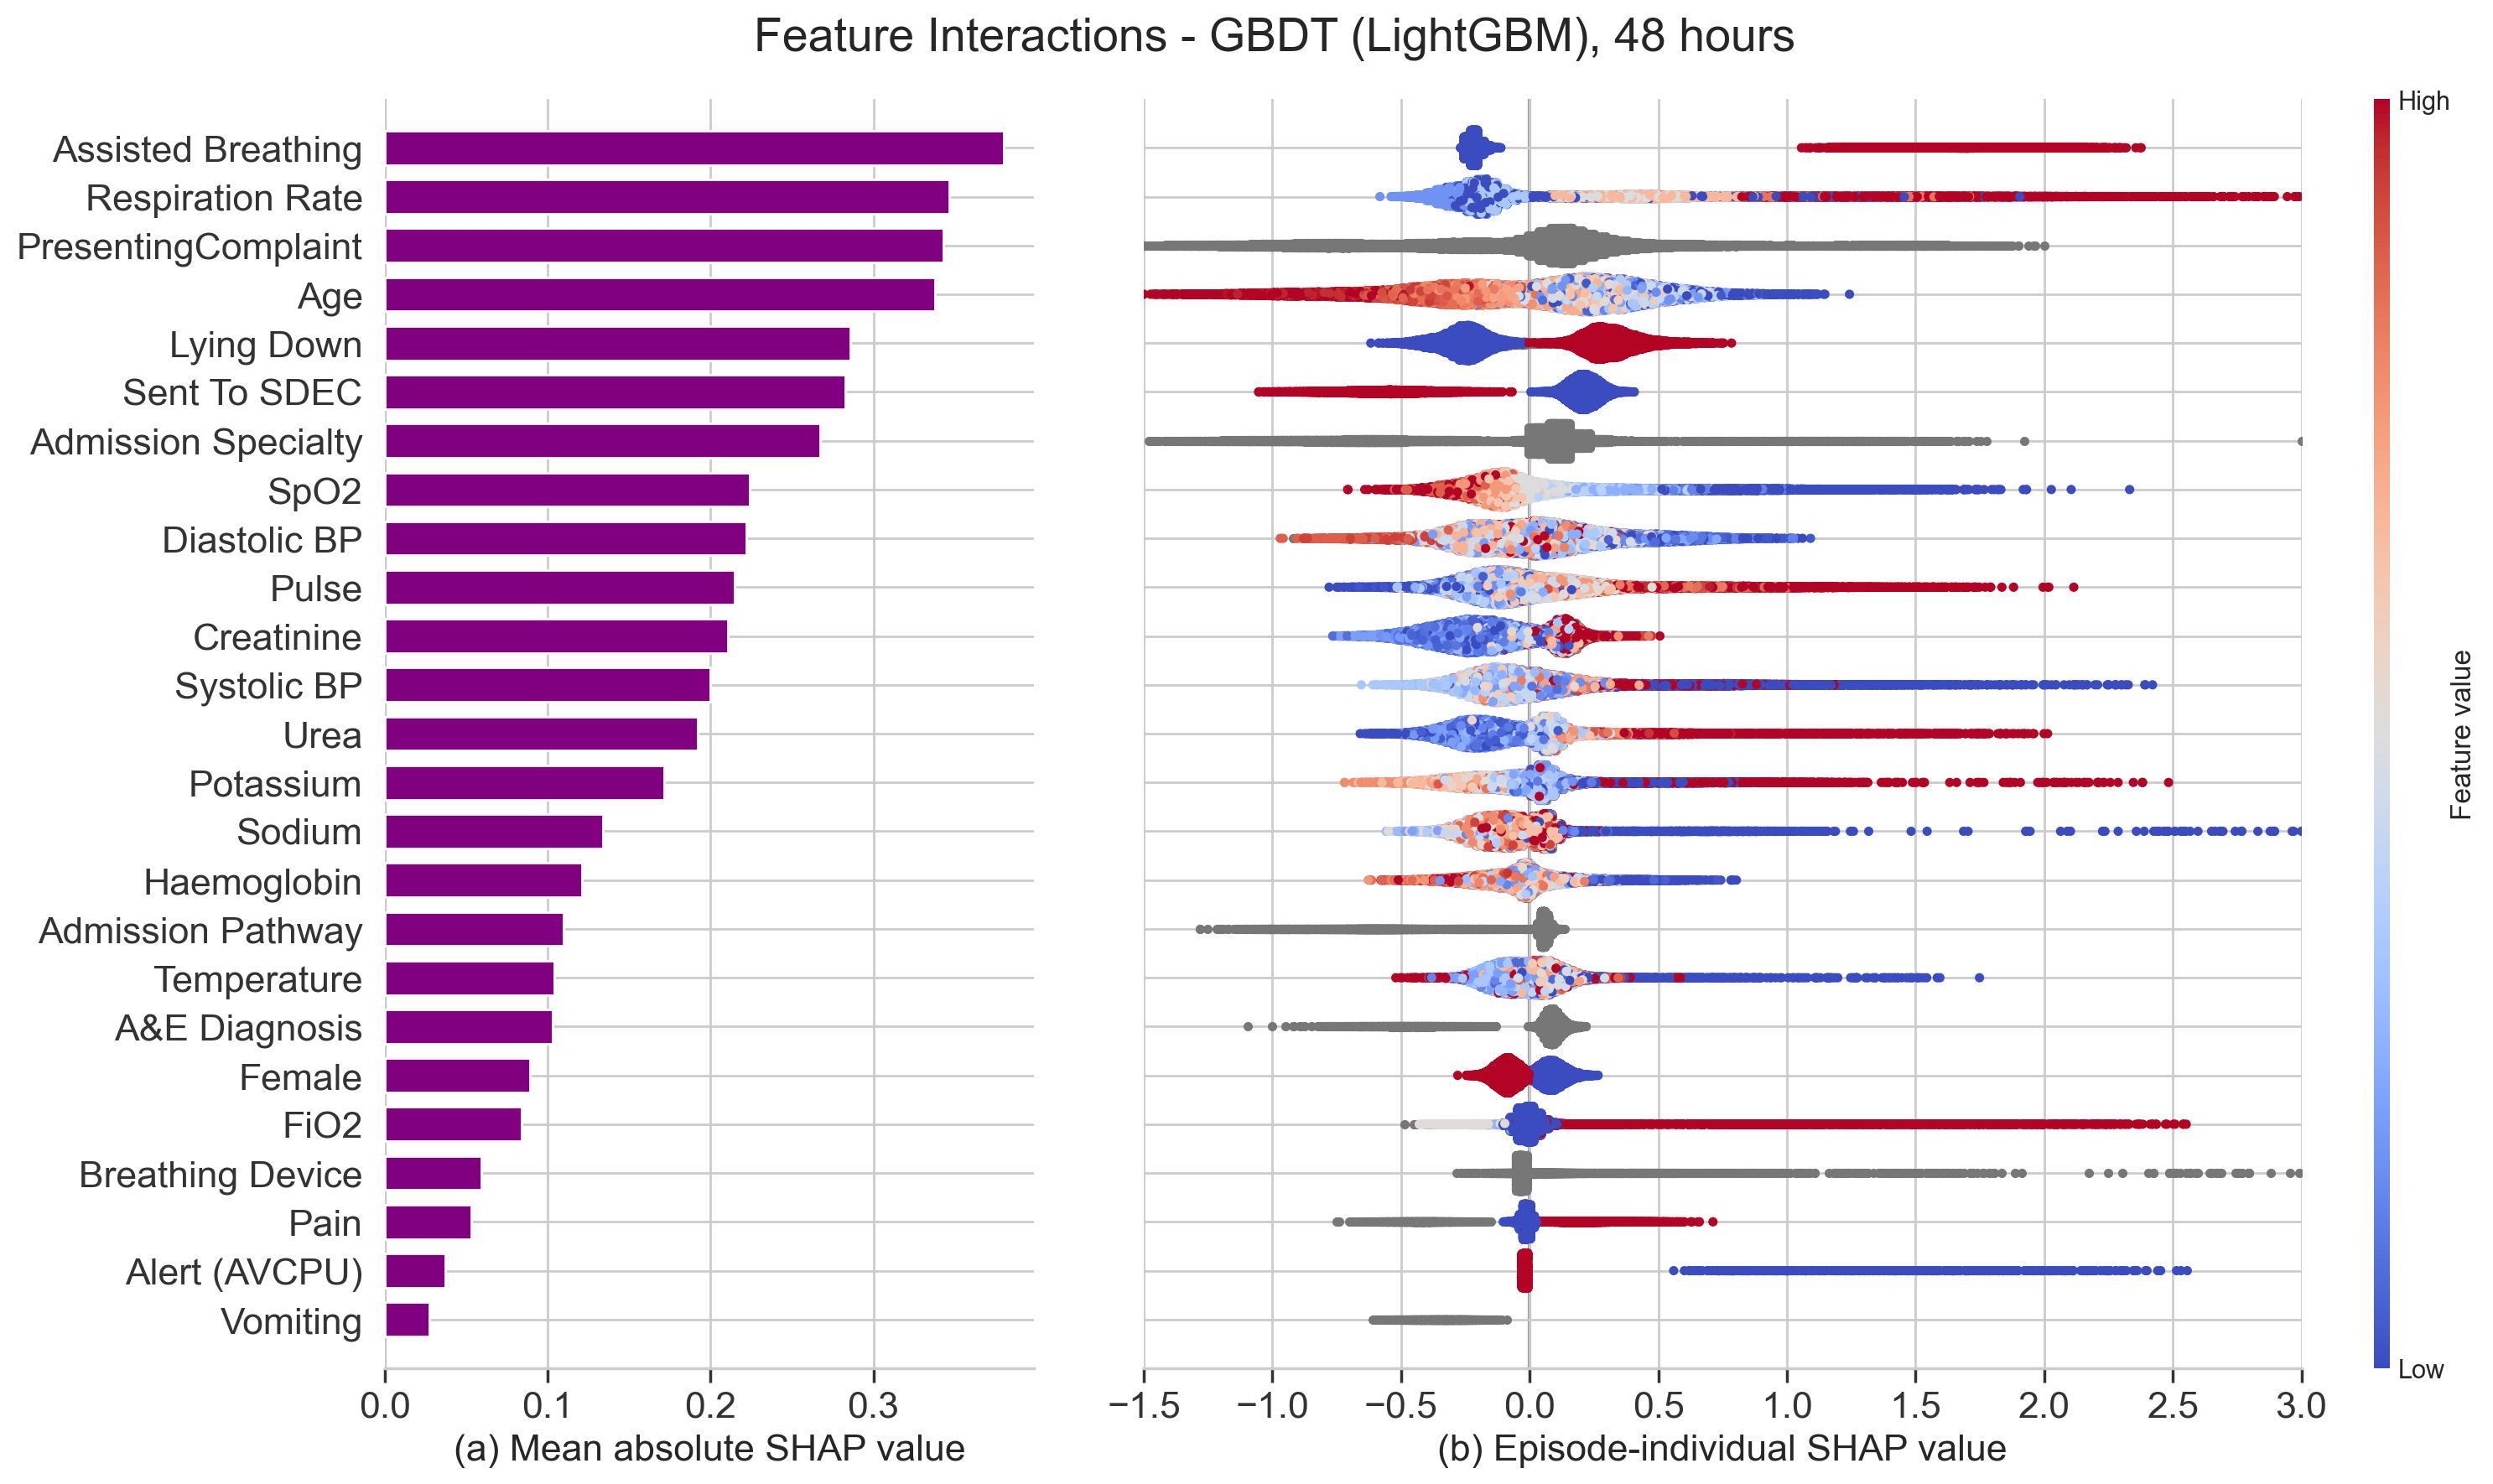 Feature Interactions - GBDT (LightGBM), 48 hours
Assisted Breathing
Respiration Rate
PresentingComplaint
Age
Lying Down
Sent To SDEC
Admission Specialty
SpO2
Diastolic BP
Pulse
Creatinine
Systolic BP
Urea
Potassium
Sodium
Haemoglobin
Admission Pathway
Temperature
A&E Diagnosis
Female
FiO2
Breathing Device
Pain
Alert (AVCPU)
Vomiting
0.0 0.1 0.2 0.3
(a) Mean absolute SHAP value
−1.5 −1.0 −0.5 0.0 0.5 1.0 1.5 2.0 2.5 3.0
(b) Episode-individual SHAP value
High
Feature value
Low